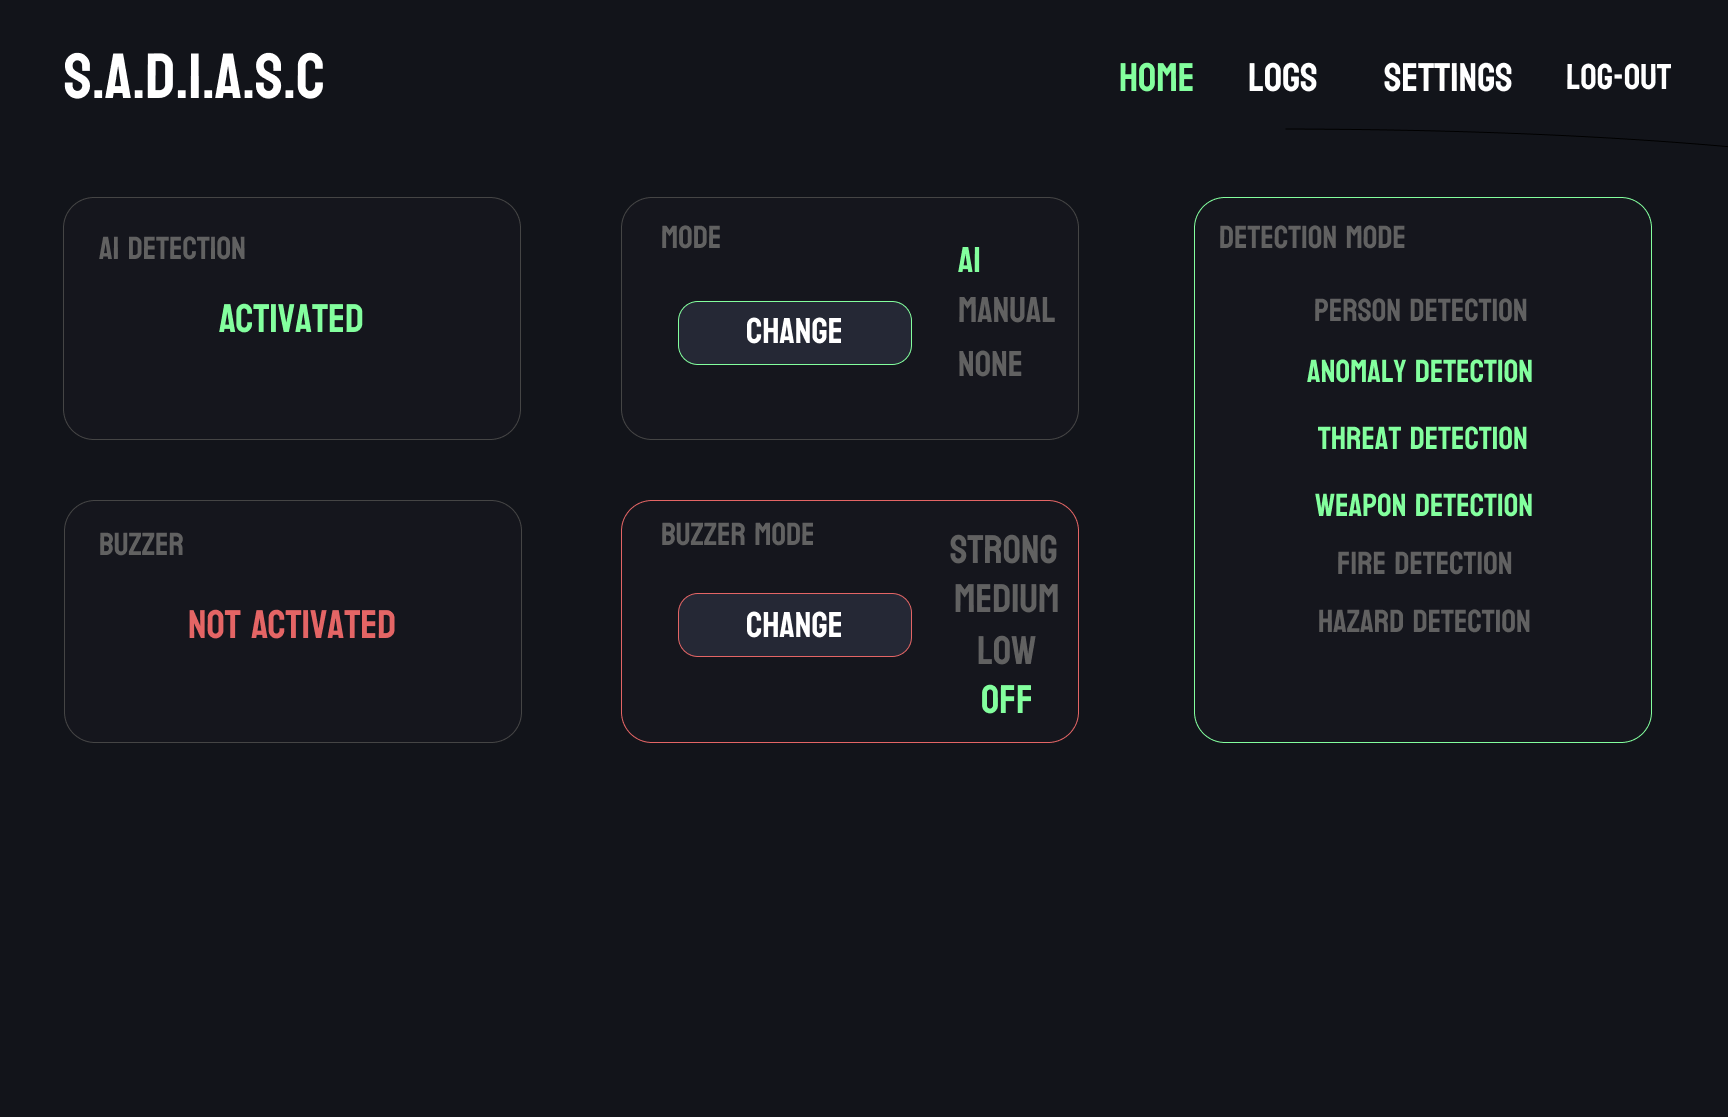 S.A.D.I.A.S.C
HOME LOGS SETTINGS LOG-OUT
AI DETECTION
ACTIVATED
MODE
CHANGE
AI
MANUAL
NONE
DETECTION MODE
PERSON DETECTION
ANOMALY DETECTION
THREAT DETECTION
WEAPON DETECTION
FIRE DETECTION
HAZARD DETECTION
BUZZER
NOT ACTIVATED
BUZZER MODE
CHANGE
STRONG
MEDIUM
LOW
OFF